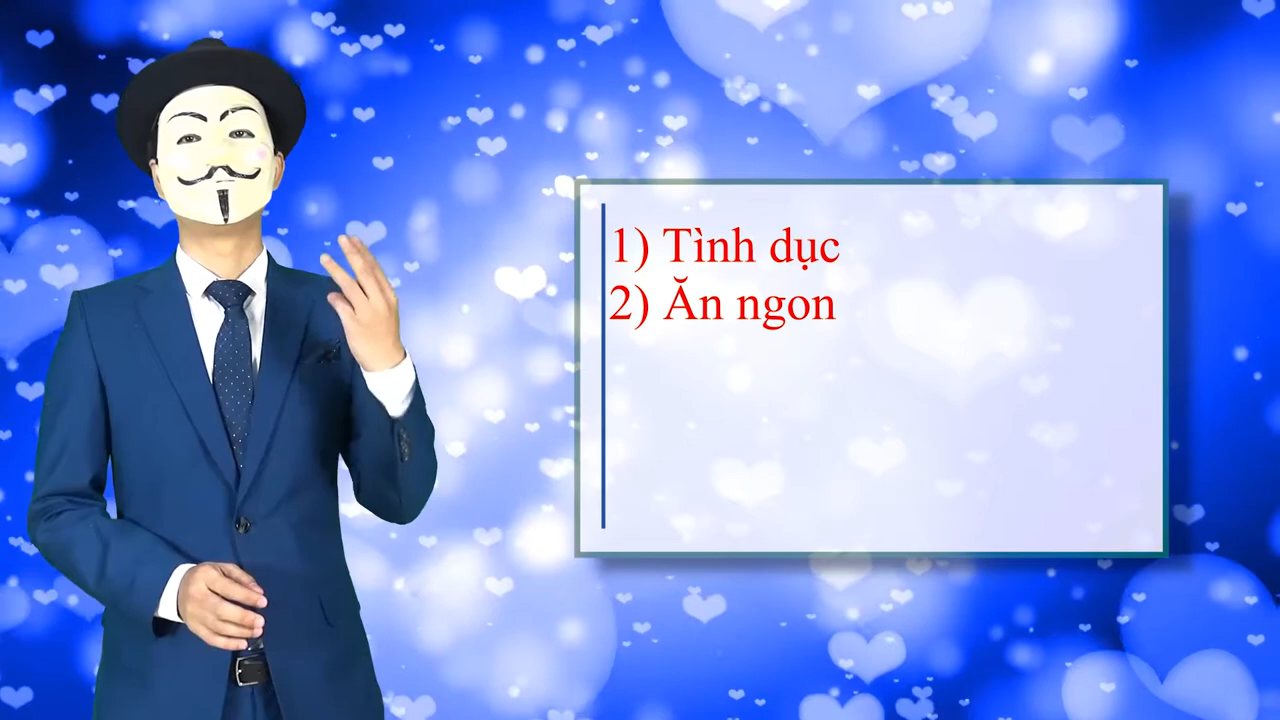 1) Tình dục
2) Ăn ngon